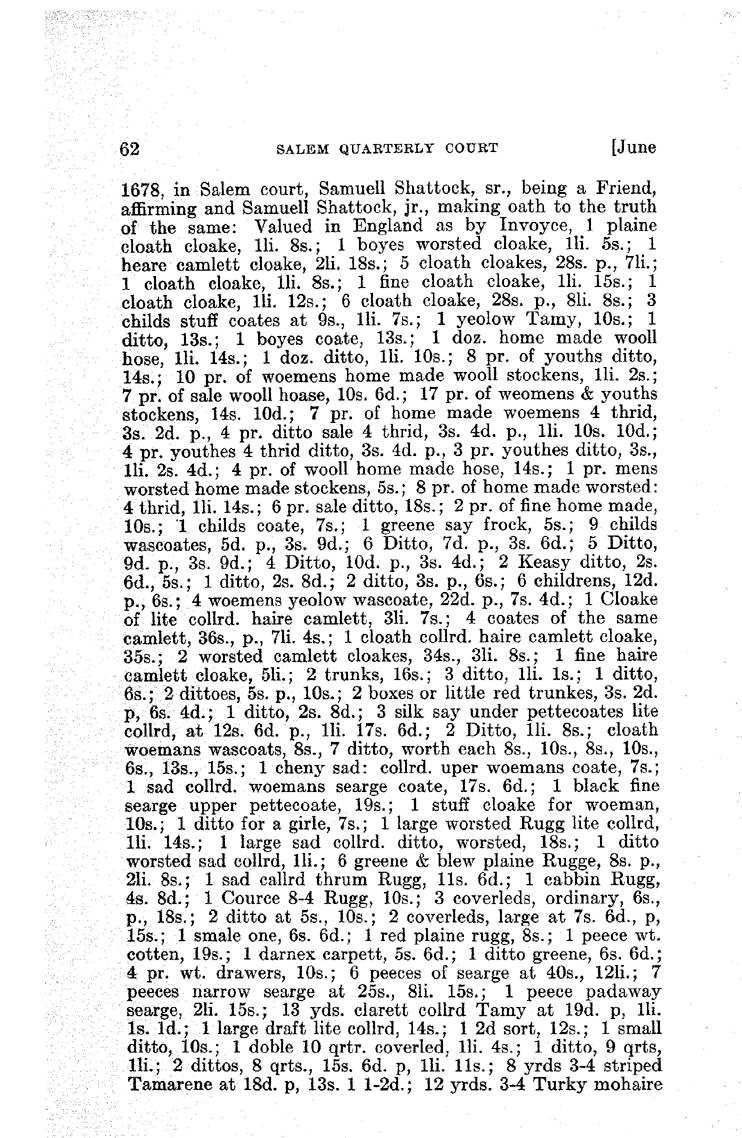 62 SALEM QUARTERLY COURT [June
1678, in Salem court, Samuell Shattock, sr., being a Friend,
affirming and Samuell Shattock, jr., making oath to the truth
of the same: Valued in England as by Invoyce, 1 plaine
cloath cloake, 1li. 8s.; 1 boyes worsted cloake, 1li. 5s.; 1
heare camlett cloake, 2li. 18s.; 5 cloath cloakes, 28s. p., 7li.;
1 cloath cloake, 1li. 8s.; 1 fine cloath cloake, 1li. 15s.; 1
cloath cloake, 1li. 12s.; 6 cloath cloake, 28s. p., 8li. 8s.; 3
childs stuff coates at 9s., 1li. 7s.; 1 yeolow Tamy, 10s.; 1
ditto, 13s.; 1 boyes coate, 13s.; 1 doz. home made wooll
hose, 1li. 14s.; 1 doz. ditto, 1li. 10s.; 8 pr. of youths ditto,
14s.; 10 pr. of woemens home made wooll stockens, 1li. 2s.;
7 pr. of sale wooll hoase, 10s. 6d.; 17 pr. of weomens & youths
stockens, 14s. 10d.; 7 pr. of home made woemens 4 thrid,
3s. 2d. p., 4 pr. ditto sale 4 thrid, 3s. 4d. p., 1li. 10s. 10d.;
4 pr. youthes 4 thrid ditto, 3s. 4d. p., 3 pr. youthes ditto, 3s.,
1li. 2s. 4d.; 4 pr. of wooll home made hose, 14s.; 1 pr. mens
worsted home made stockens, 5s.; 8 pr. of home made worsted:
4 thrid, 1li. 14s.; 6 pr. sale ditto, 18s.; 2 pr. of fine home made,
10s.; 1 childs coate, 7s.; 1 greene say frock, 5s.; 9 childs
wascoates, 5d. p., 3s. 9d.; 6 Ditto, 7d. p., 3s. 6d.; 5 Ditto,
9d. p., 3s. 9d.; 4 Ditto, 10d. p., 3s. 4d.; 2 Keasy ditto, 2s.
6d., 5s.; 1 ditto, 2s. 8d.; 2 ditto, 3s. p., 6s.; 6 childrens, 12d.
p., 6s.; 4 woemens yeolow wascoate, 22d. p., 7s. 4d.; 1 Cloake
of lite collrd. haire camlett, 3li. 7s.; 4 coates of the same
camlett, 36s., p., 7li. 4s.; 1 cloath collrd. haire camlett cloake,
35s.; 2 worsted camlett cloakes, 34s., 3li. 8s.; 1 fine haire
camlett cloake, 5li.; 2 trunks, 16s.; 3 ditto, 1li. 1s.; 1 ditto,
6s.; 2 dittoes, 5s. p., 10s.; 2 boxes or little red trunkes, 3s. 2d.
p, 6s. 4d.; 1 ditto, 2s. 8d.; 3 silk say under pettecoates lite
collrd, at 12s. 6d. p., 1li. 17s. 6d.; 2 Ditto, 1li. 8s.; cloath
woemans wascoats, 8s., 7 ditto, worth each 8s., 10s., 8s., 10s.,
6s., 13s., 15s.; 1 cheny sad: collrd. uper woemans coate, 7s.;
1 sad collrd. woemans searge coate, 17s. 6d.; 1 black fine
searge upper pettecoate, 19s.; 1 stuff cloake for woeman,
10s.; 1 ditto for a girle, 7s.; 1 large worsted Rugg lite collrd,
1li. 14s.; 1 large sad collrd. ditto, worsted, 18s.; 1 ditto
worsted sad collrd, 1li.; 6 greene & blew plaine Rugge, 8s. p.,
2li. 8s.; 1 sad callrd thrum Rugg, 11s. 6d.; 1 cabbin Rugg,
4s. 8d.; 1 Cource 8-4 Rugg, 10s.; 3 coverleds, ordinary, 6s.,
p., 18s.; 2 ditto at 5s., 10s.; 2 coverleds, large at 7s. 6d., p,
15s.; 1 smale one, 6s. 6d.; 1 red plaine rugg, 8s.; 1 peece wt.
cotten, 19s.; 1 darnex carpett, 5s. 6d.; 1 ditto greene, 6s. 6d.;
4 pr. wt. drawers, 10s.; 6 peeces of searge at 40s., 12li.; 7
peeces narrow searge at 25s., 8li. 15s.; 1 peece padaway
searge, 2li. 15s.; 13 yds. clarett collrd Tamy at 19d. p, 1li.
1s. 1d.; 1 large draft lite collrd, 14s.; 1 2d sort, 12s.; 1 small
ditto, 10s.; 1 doble 10 qrtr. coverled, 1li. 4s.; 1 ditto, 9 qrts,
1li.; 2 dittos, 8 qrts., 15s. 6d. p, 1li. 11s.; 8 yrds 3-4 striped
Tamarene at 18d. p, 13s. 1 1-2d.; 12 yrds. 3-4 Turky mohaire